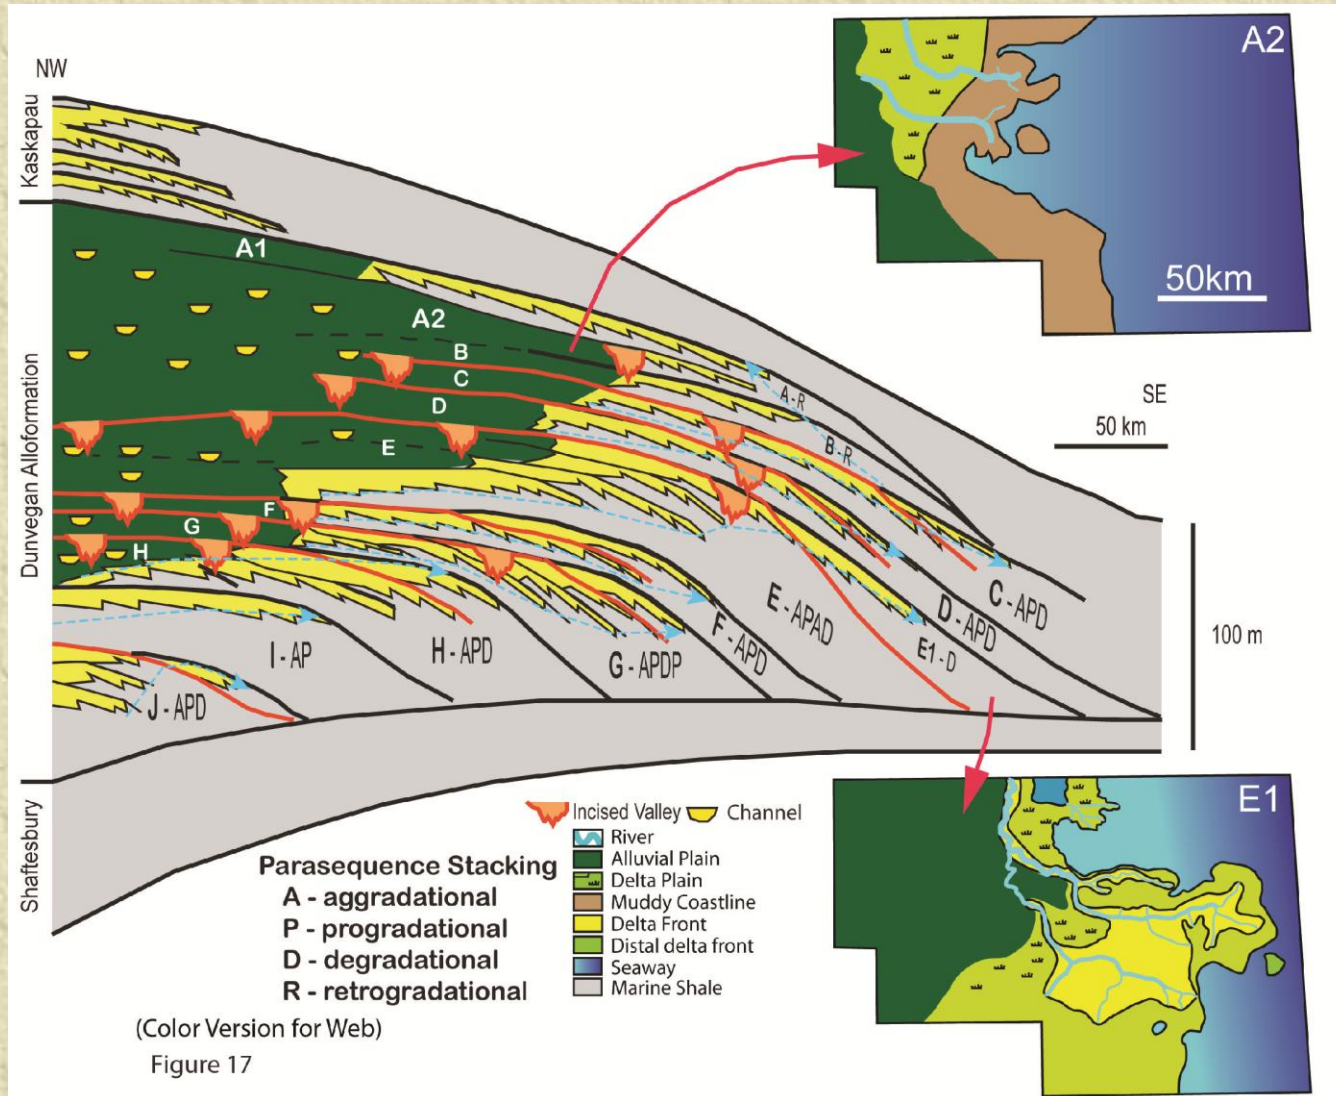 NW
Kaskapau
Dunvegan Alloformation
Shaftesbury
A1
A2
B
C
D
E
F
G
H
A-R
B-R
C - APD
D - APD
E1 - D
E - APAD
F - APD
G - APDP
H - APD
I - AP
J - APD
A2
50km
SE
50 km
100 m
E1
Incised Valley
Channel
River
Alluvial Plain
Delta Plain
Muddy Coastline
Delta Front
Distal delta front
Seaway
Marine Shale
Parasequence Stacking
A - aggradational
P - progradational
D - degradational
R - retrogradational
(Color Version for Web)
Figure 17